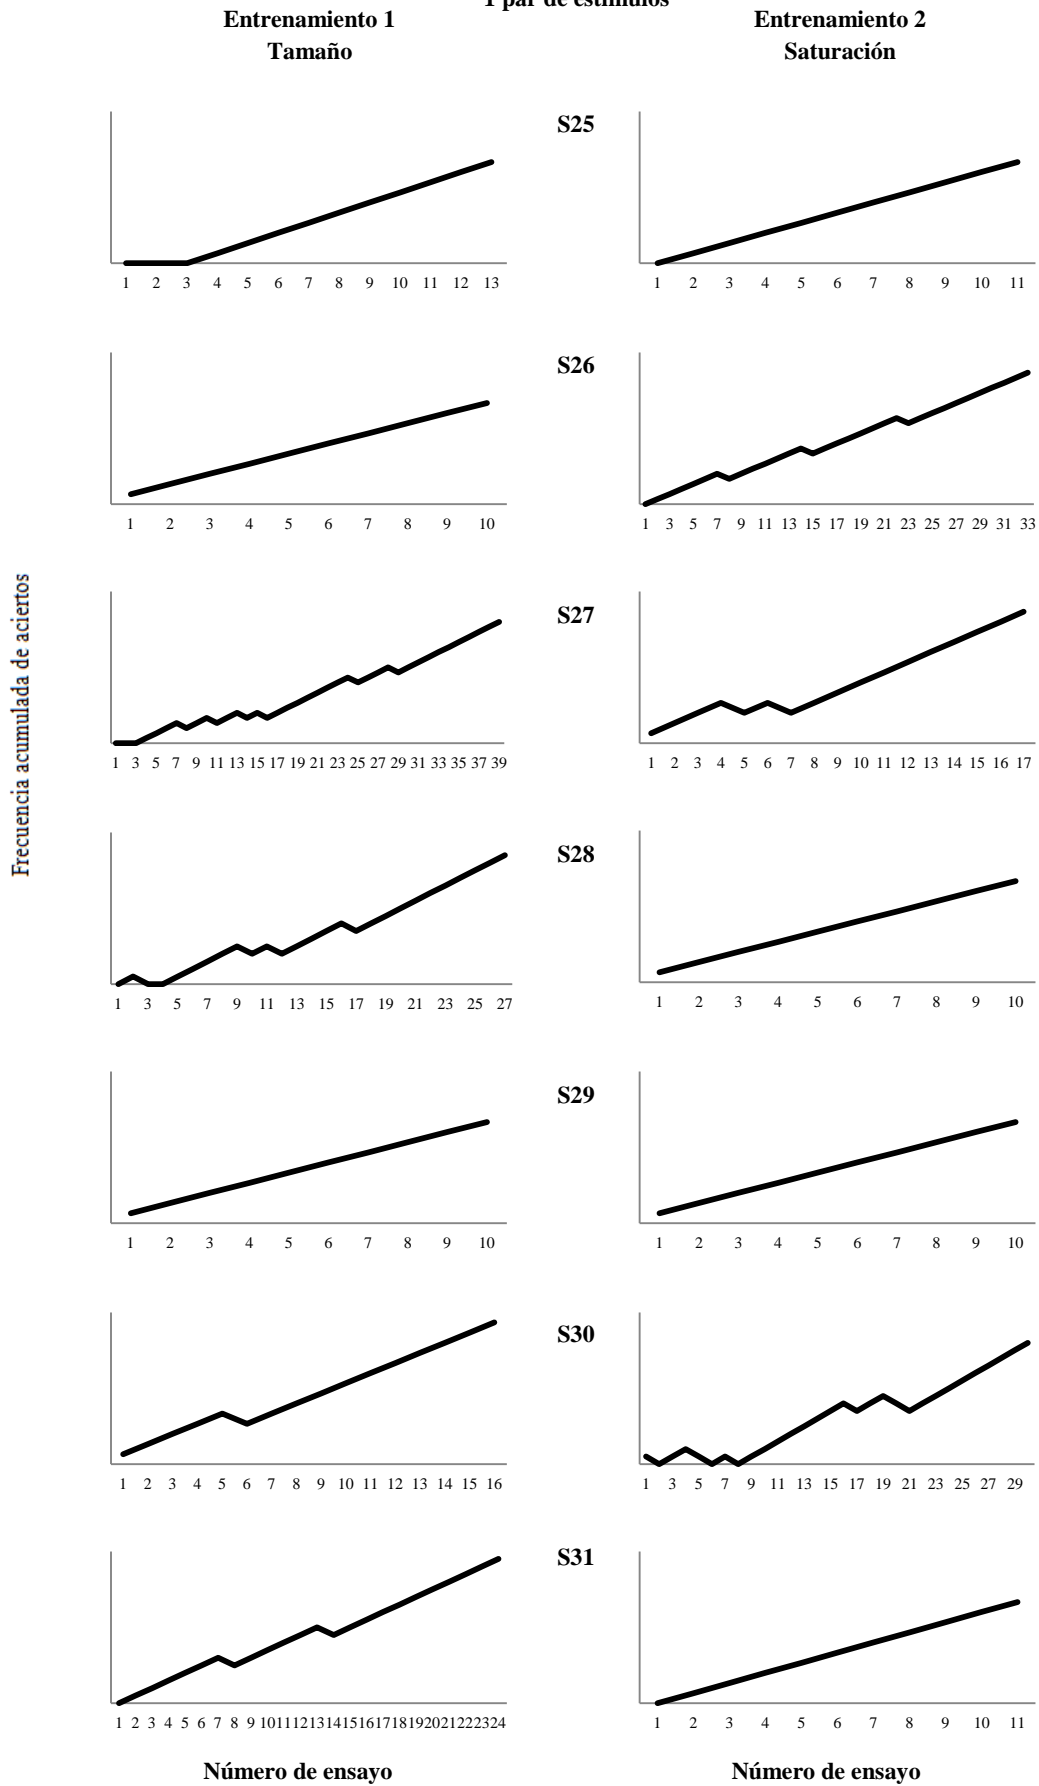 1 par de estímulos
Entrenamiento 1 Entrenamiento 2
Tamaño Saturación
S25
1 2 3 4 5 6 7 8 9 10 11 12 13
1 2 3 4 5 6 7 8 9 10 11
S26
1 2 3 4 5 6 7 8 9 10
1 3 5 7 9 11 13 15 17 19 21 23 25 27 29 31 33
Frecuencia acumulada de aciertos
S27
1 3 5 7 9 11 13 15 17 19 21 23 25 27 29 31 33 35 37 39
1 2 3 4 5 6 7 8 9 10 11 12 13 14 15 16 17
S28
1 3 5 7 9 11 13 15 17 19 21 23 25 27
1 2 3 4 5 6 7 8 9 10
S29
1 2 3 4 5 6 7 8 9 10
1 2 3 4 5 6 7 8 9 10
S30
1 2 3 4 5 6 7 8 9 10 11 12 13 14 15 16
1 3 5 7 9 11 13 15 17 19 21 23 25 27 29
S31
1 2 3 4 5 6 7 8 9 10 11 12 13 14 15 16 17 18 19 20 21 22 23 24
1 2 3 4 5 6 7 8 9 10 11
Número de ensayo Número de ensayo